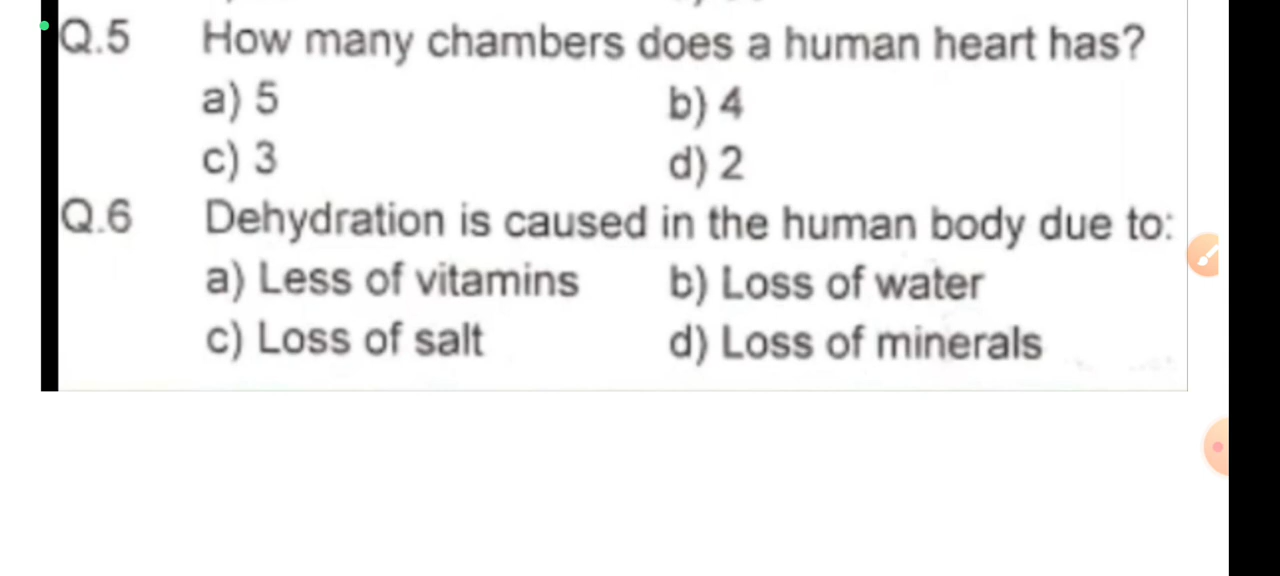 Q.5 How many chambers does a human heart has?
a) 5 b) 4
c) 3 d) 2
Q.6 Dehydration is caused in the human body due to:
a) Less of vitamins b) Loss of water
c) Loss of salt d) Loss of minerals